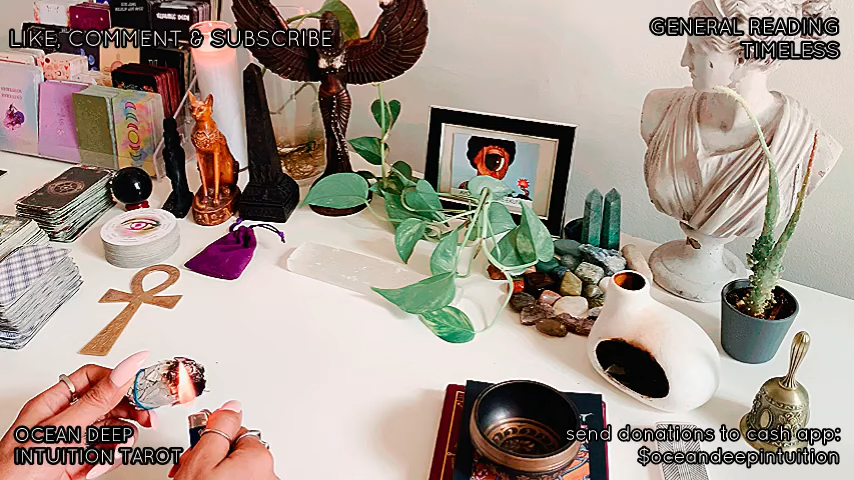 LIKE, COMMENT & SUBSCRIBE
GENERAL READING
TIMELESS
OCEAN DEEP
INTUITION TAROT
send donations to cash app:
$oceandeepintuition